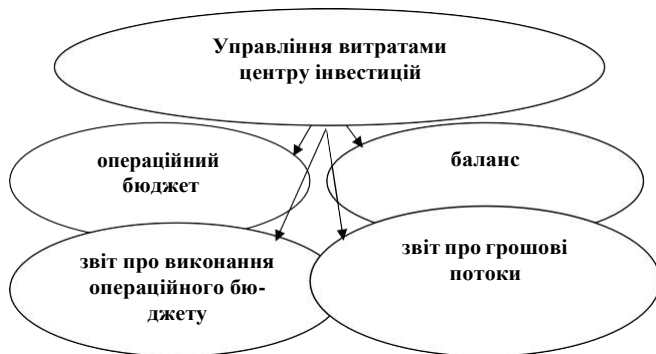 Управління витратами
центру інвестицій
операційний
бюджет
баланс
звіт про виконання
операційного бю-
джету
звіт про грошові
потоки